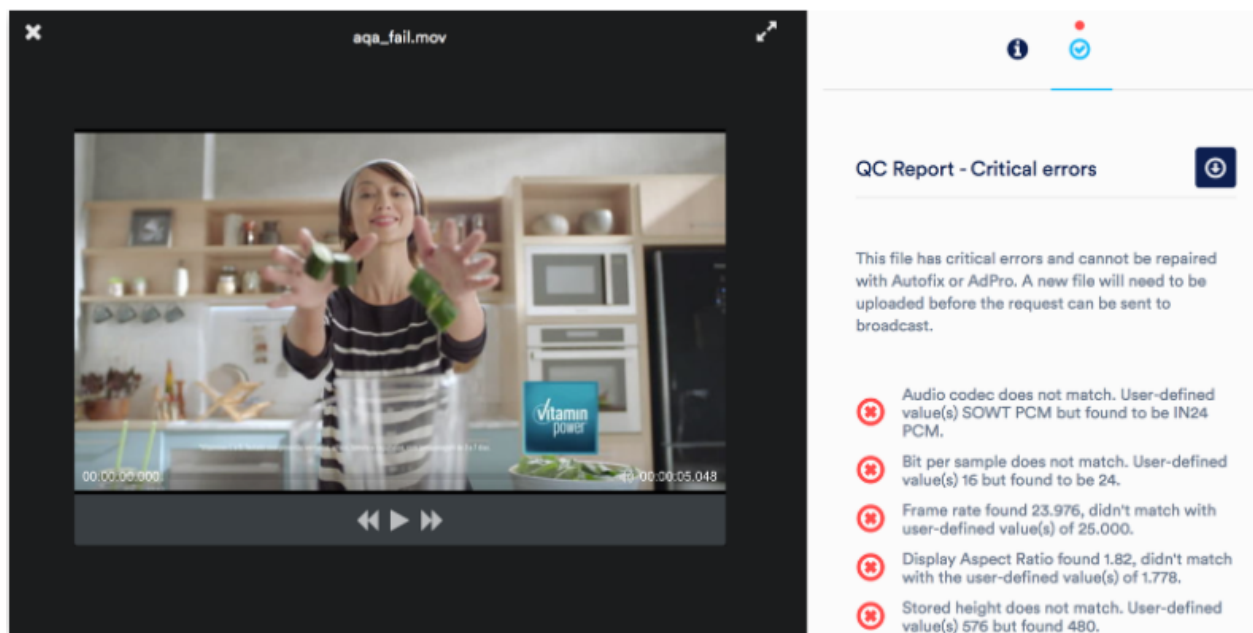 aqa_fail.mov
vitamin
power
00:00:00.000
00:00:05.048
QC Report - Critical errors
This file has critical errors and cannot be repaired
with Autofix or AdPro. A new file will need to be
uploaded before the request can be sent to
broadcast.
Audio codec does not match. User-defined
value(s) SOWT PCM but found to be IN24
PCM.
Bit per sample does not match. User-defined
value(s) 16 but found to be 24.
Frame rate found 23.976, didn't match with
user-defined value(s) of 25.000.
Display Aspect Ratio found 1.82, didn't match
with the user-defined value(s) of 1.778.
Stored height does not match. User-defined
value(s) 576 but found 480.